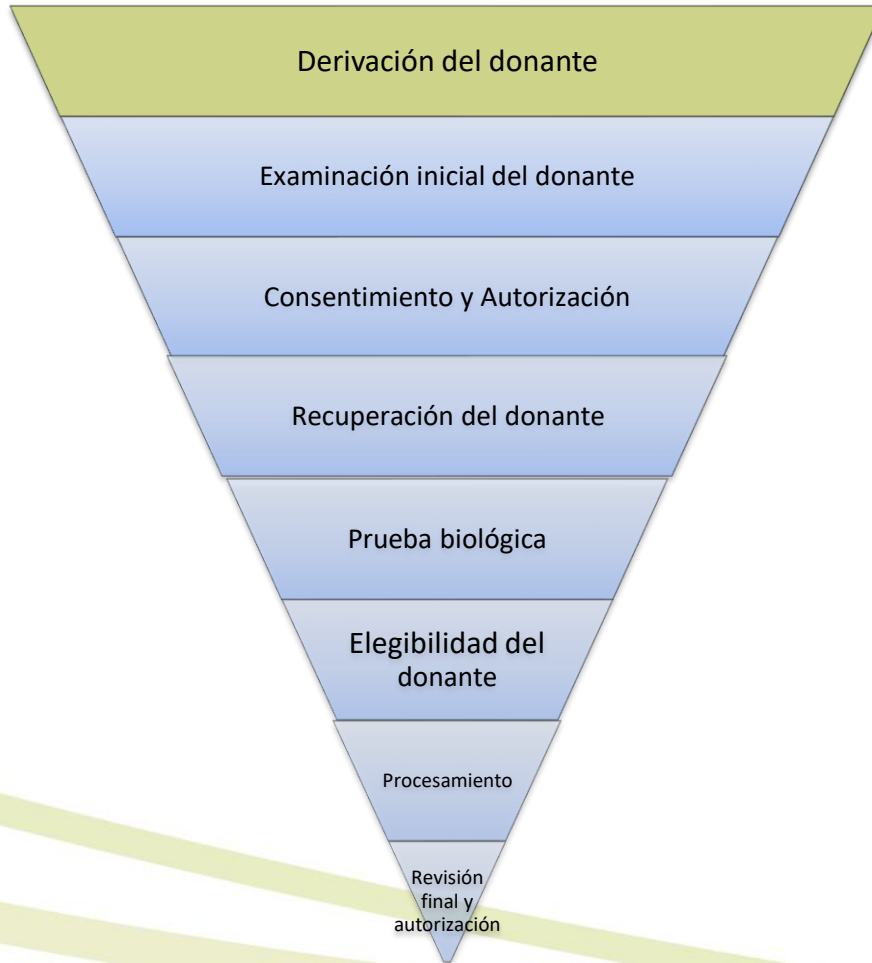 Derivación del donante
Examinación inicial del donante
Consentimiento y Autorización
Recuperación del donante
Prueba biológica
Elegibilidad del
donante
Procesamiento
Revisión
final y
autorización